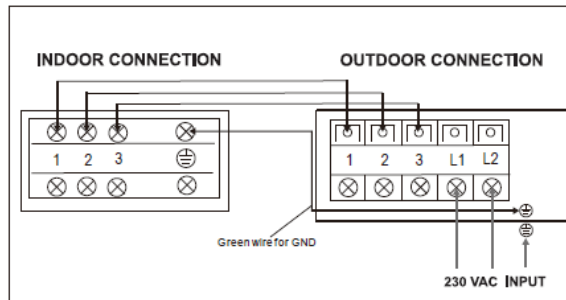 INDOOR CONNECTION
OUTDOOR CONNECTION
1 2 3
1 2 3 L1 L2
Green wire for GND
230 VAC INPUT